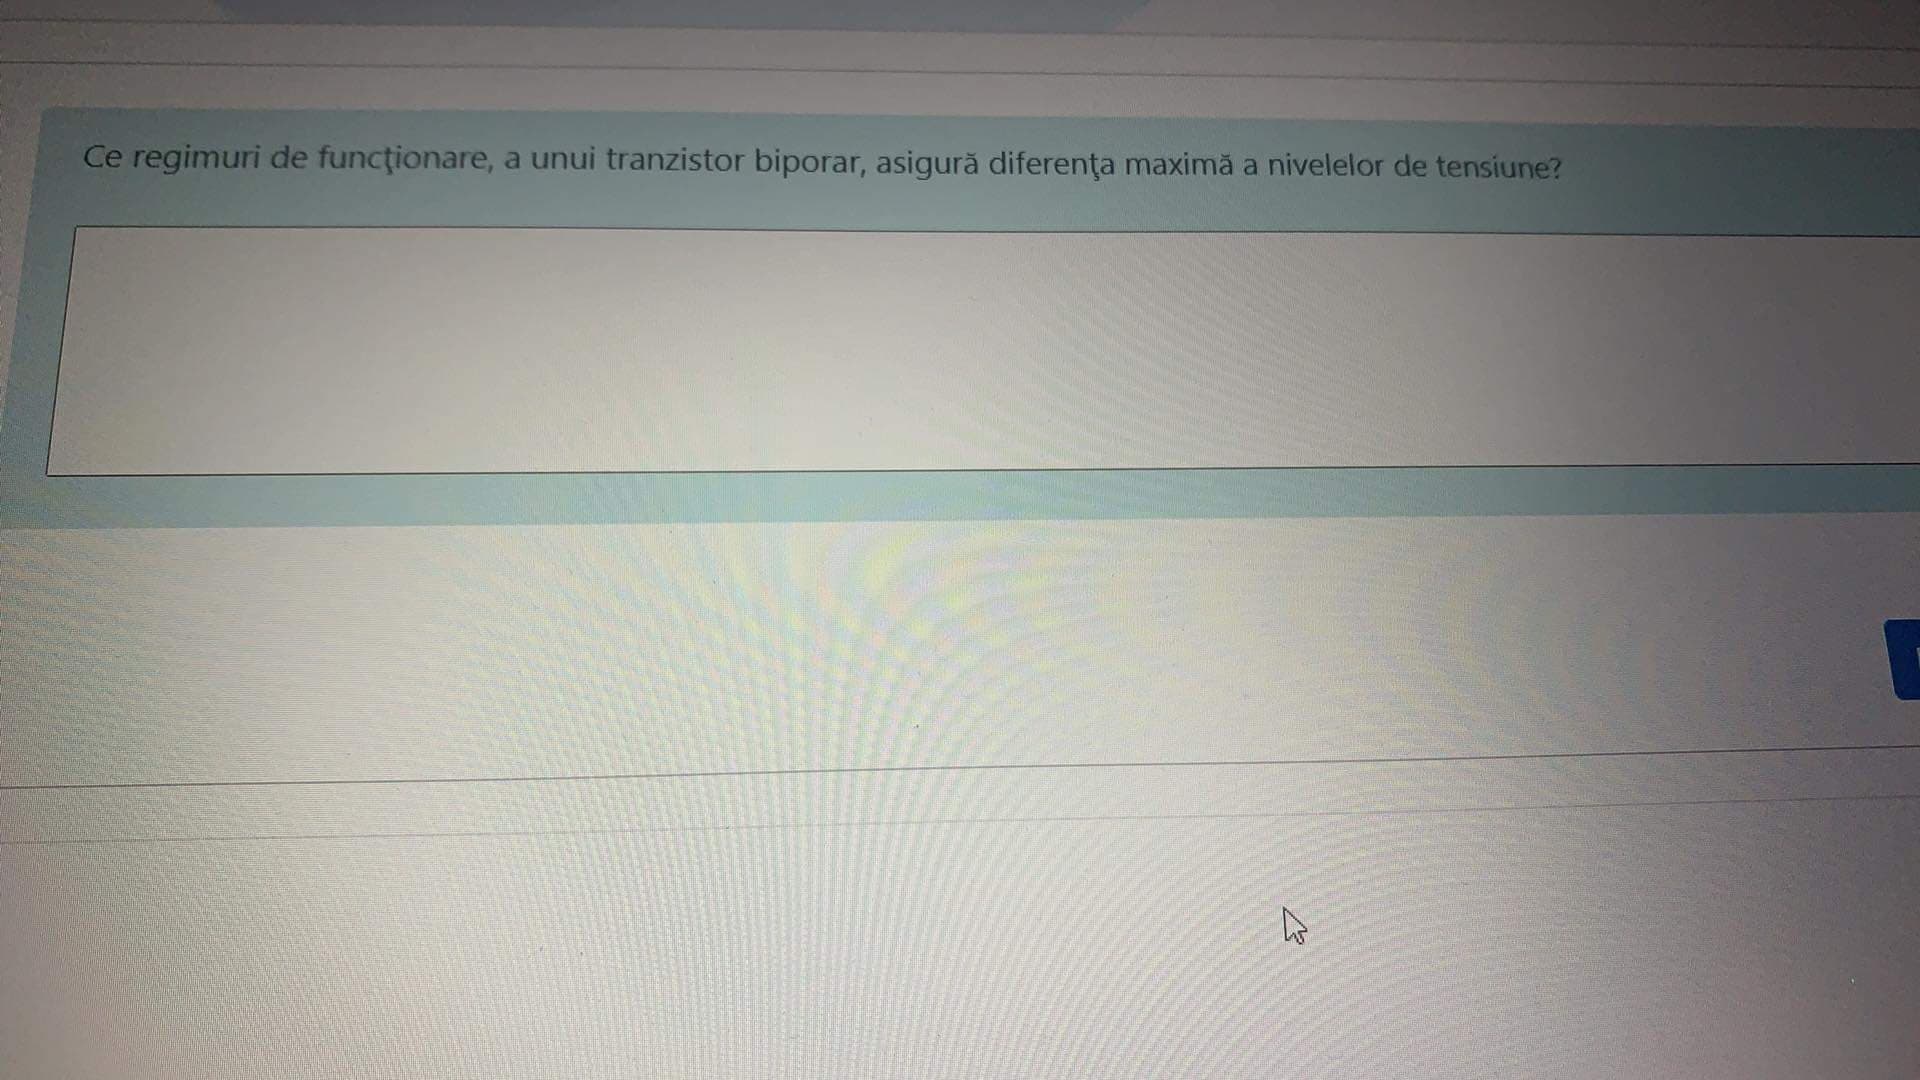 Ce regimuri de funcţionare, a unui tranzistor biporar, asigură diferenţa maximă a nivelelor de tensiune?